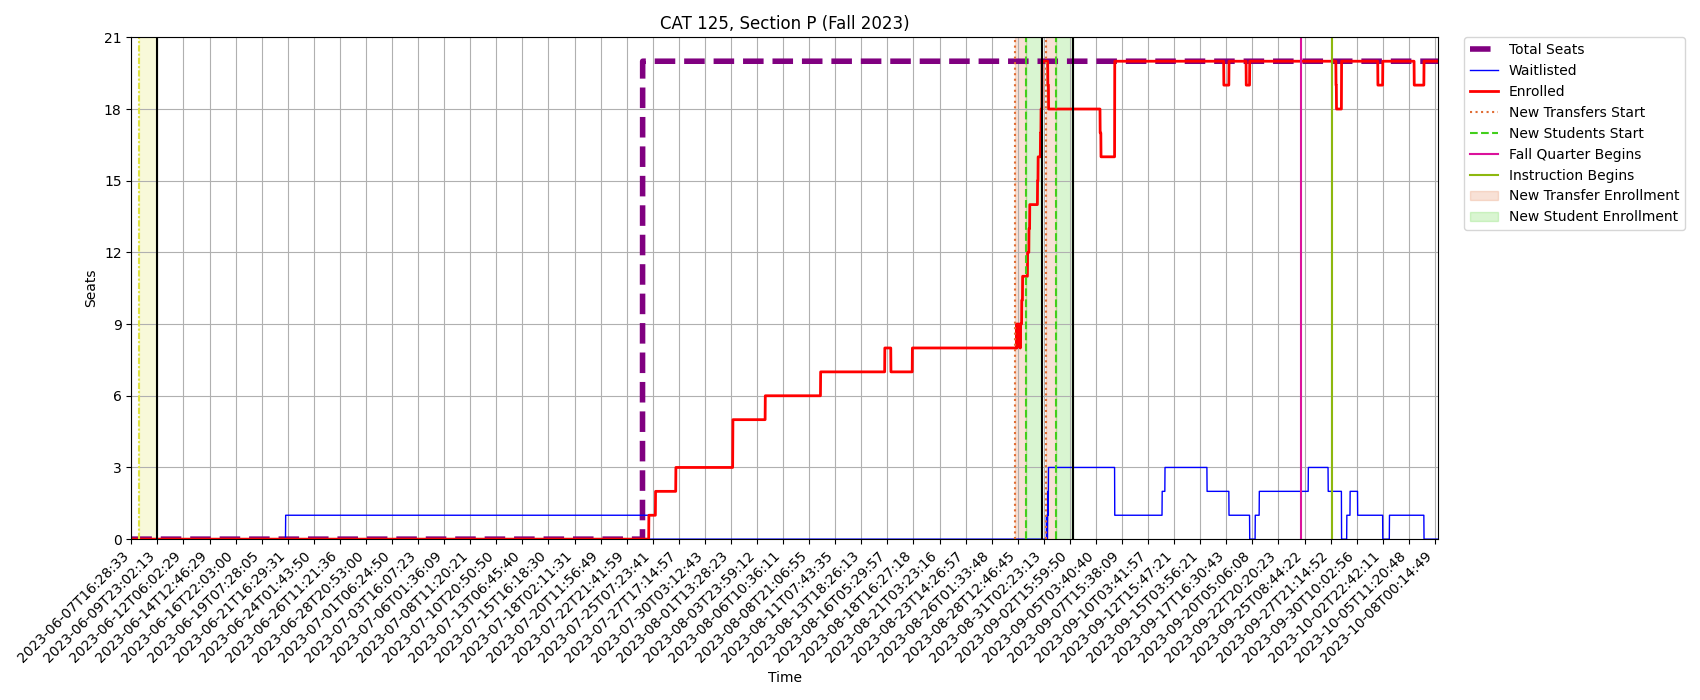 CAT 125, Section P (Fall 2023)
21
18
15
12
9
6
3
0
Seats
2023-06-07T16:28:33
2023-06-09T23:02:13
2023-06-12T06:02:29
2023-06-14T12:46:29
2023-06-16T22:03:00
2023-06-19T07:28:05
2023-06-21T16:29:31
2023-06-24T01:43:50
2023-06-26T11:21:36
2023-06-28T20:53:00
2023-07-01T06:24:50
2023-07-03T16:07:23
2023-07-06T01:36:09
2023-07-08T11:20:21
2023-07-10T20:50:50
2023-07-13T06:45:40
2023-07-15T16:18:30
2023-07-18T02:11:31
2023-07-20T11:56:49
2023-07-22T21:41:59
2023-07-25T07:23:41
2023-07-27T17:14:57
2023-07-30T03:12:43
2023-08-01T13:28:23
2023-08-03T23:59:12
2023-08-06T10:36:11
2023-08-08T21:06:55
2023-08-11T07:43:35
2023-08-13T18:26:13
2023-08-16T05:29:57
2023-08-18T16:27:18
2023-08-21T03:23:16
2023-08-23T14:26:57
2023-08-26T01:33:48
2023-08-28T12:46:45
2023-08-31T02:23:13
2023-09-02T15:59:50
2023-09-05T03:40:40
2023-09-07T15:38:09
2023-09-10T03:41:57
2023-09-12T15:47:21
2023-09-15T03:56:21
2023-09-17T16:30:43
2023-09-20T05:06:08
2023-09-22T20:20:23
2023-09-25T08:44:22
2023-09-27T21:14:52
2023-09-30T10:02:56
2023-10-02T22:42:11
2023-10-05T11:20:48
2023-10-08T00:14:49
Time
Total Seats
Waitlisted
Enrolled
New Transfers Start
New Students Start
Fall Quarter Begins
Instruction Begins
New Transfer Enrollment
New Student Enrollment